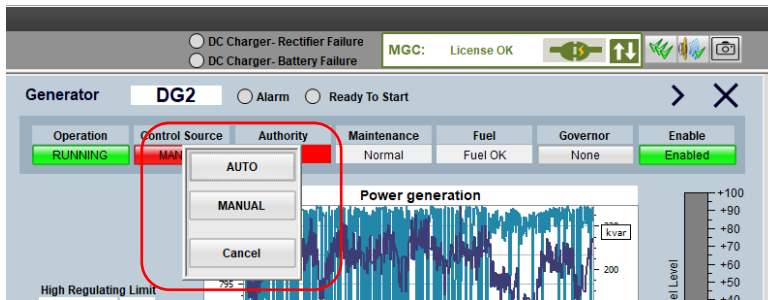 DC Charger- Rectifier Failure
DC Charger- Battery Failure
MGC: License OK
Generator DG2 Alarm Ready To Start
Operation Control Source Authority Maintenance Fuel Governor Enable
RUNNING Normal Fuel OK None Enabled
AUTO
MANUAL
Cancel
Power generation
kvar
200
High Regulating Limit
795
+100
+90
+80
+70
+60
+50
+40